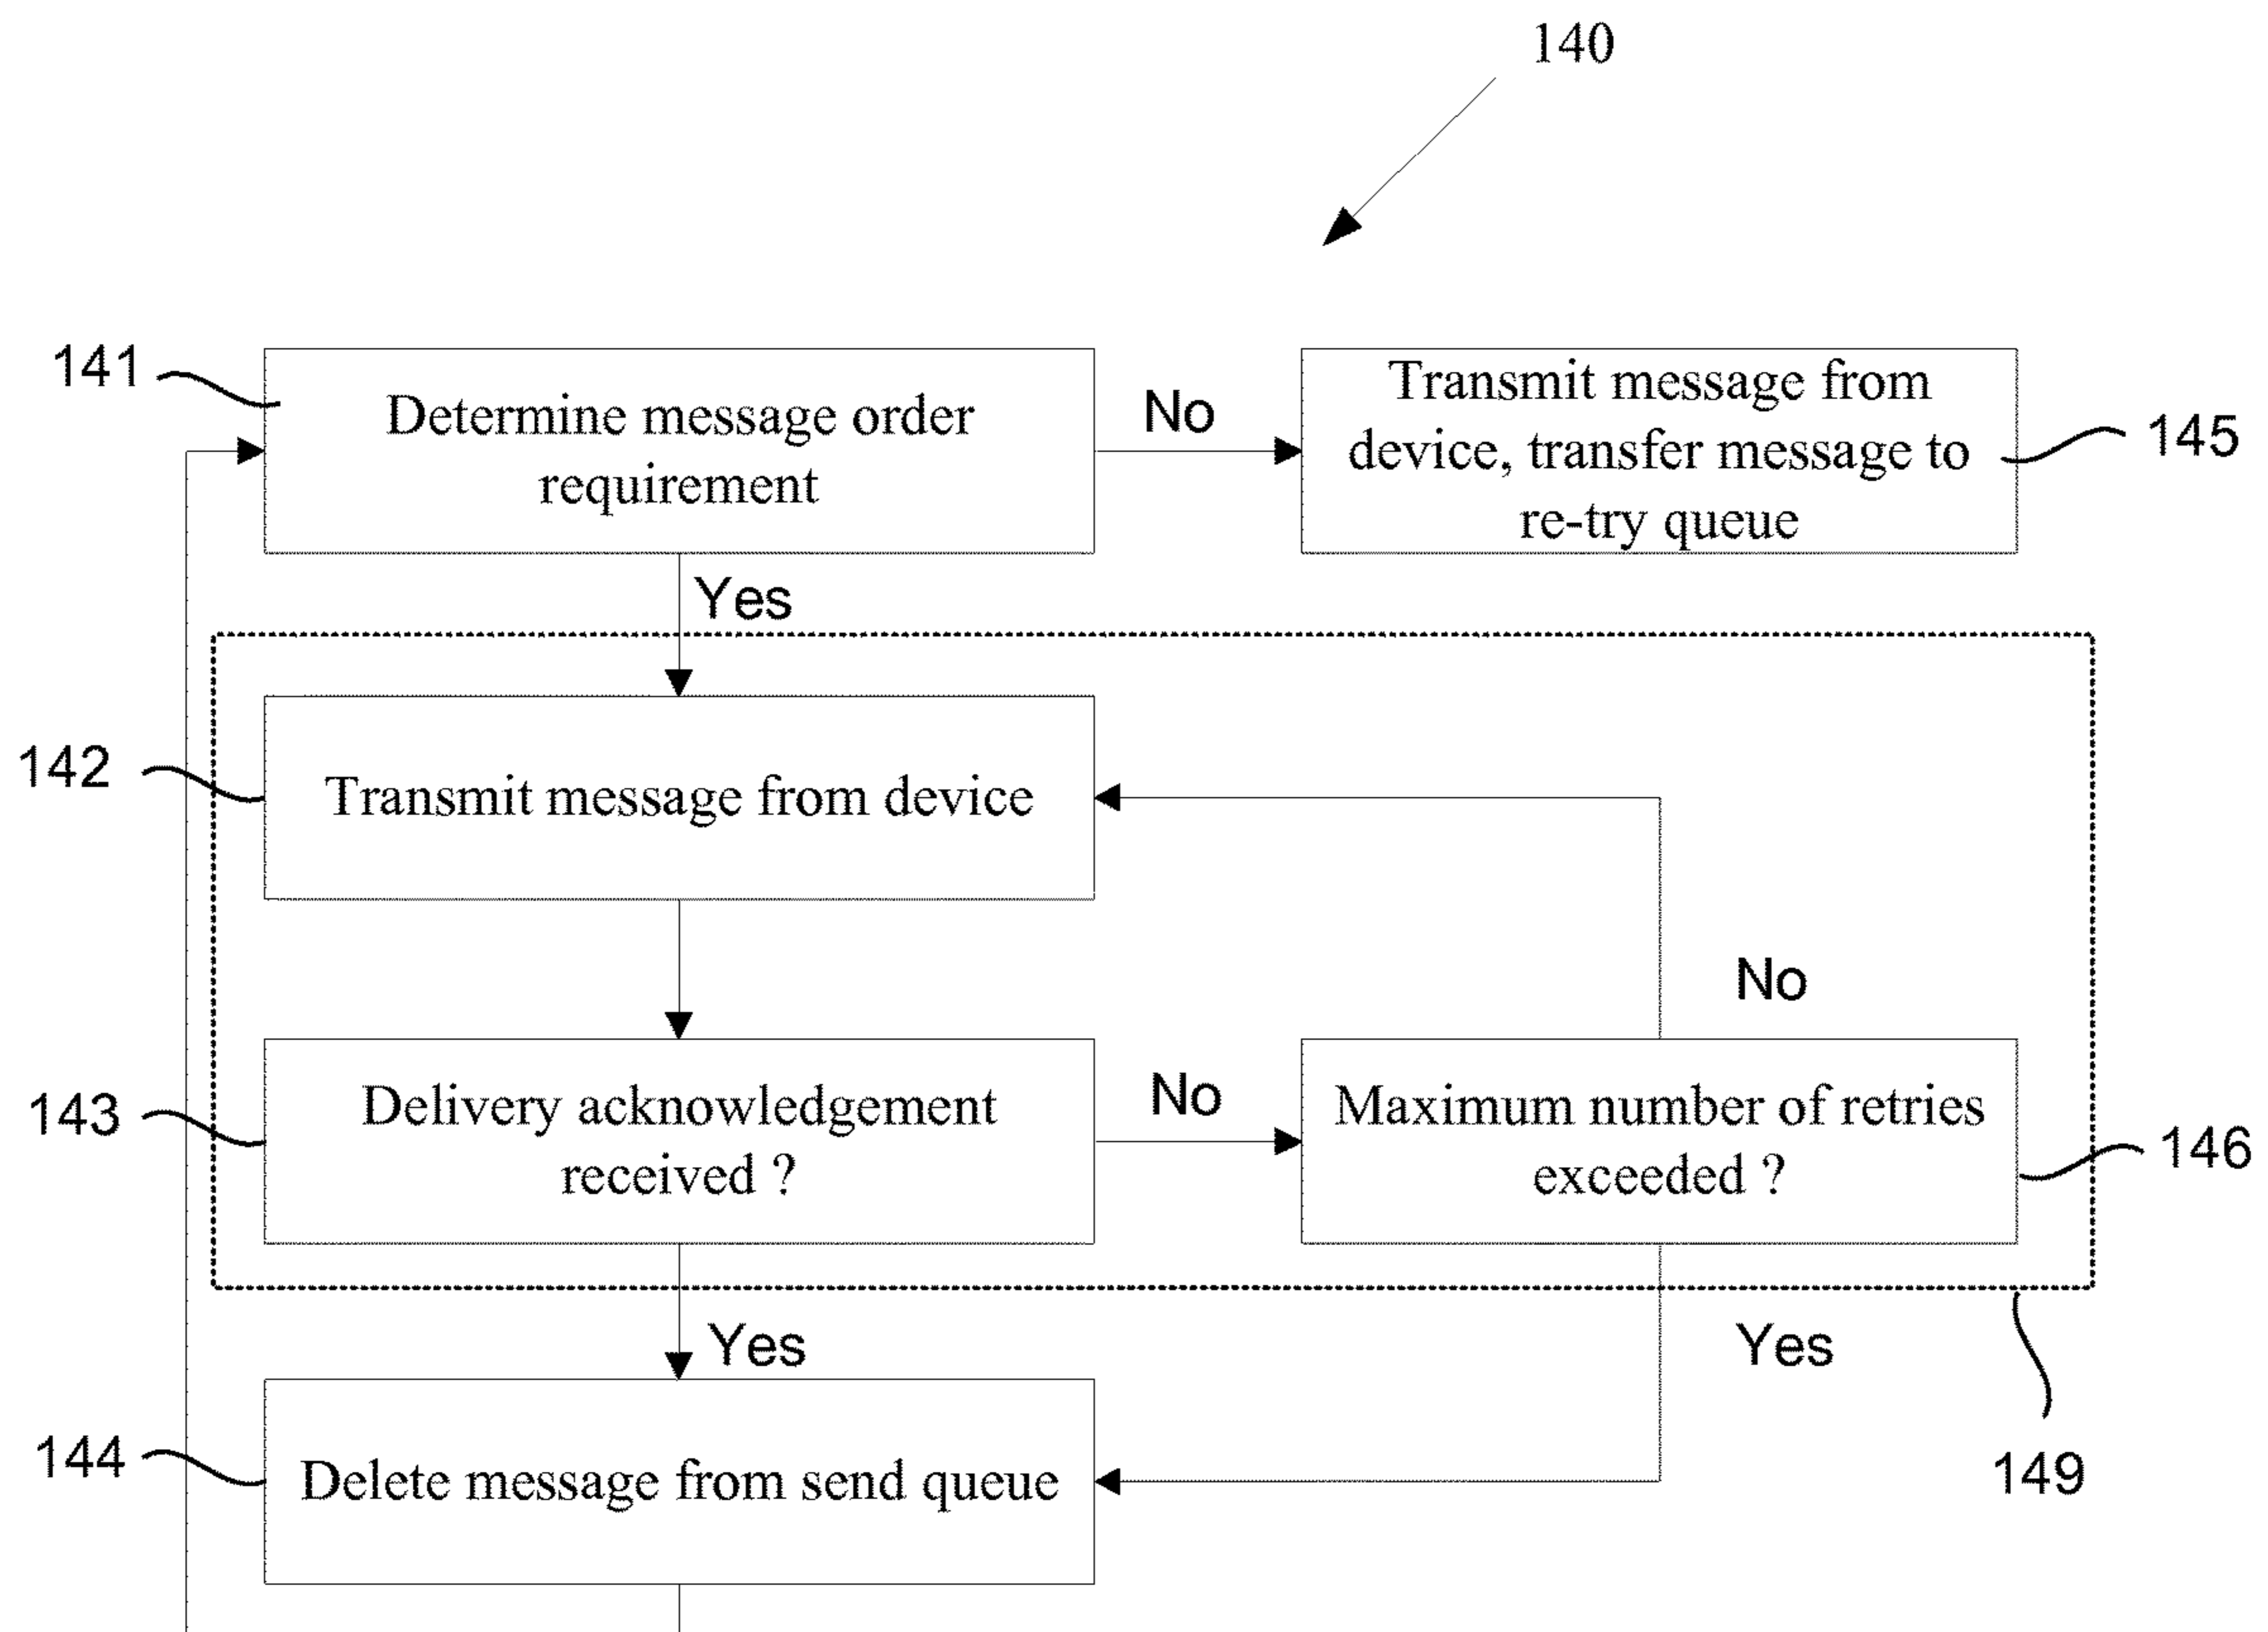 140
141
Determine message order
requirement
No
Transmit message from
device, transfer message to
re-try queue
145
Yes
142
Transmit message from device
No
143
Delivery acknowledgement
received ?
No
Maximum number of retries
exceeded ?
146
Yes
Yes
144
Delete message from send queue
149